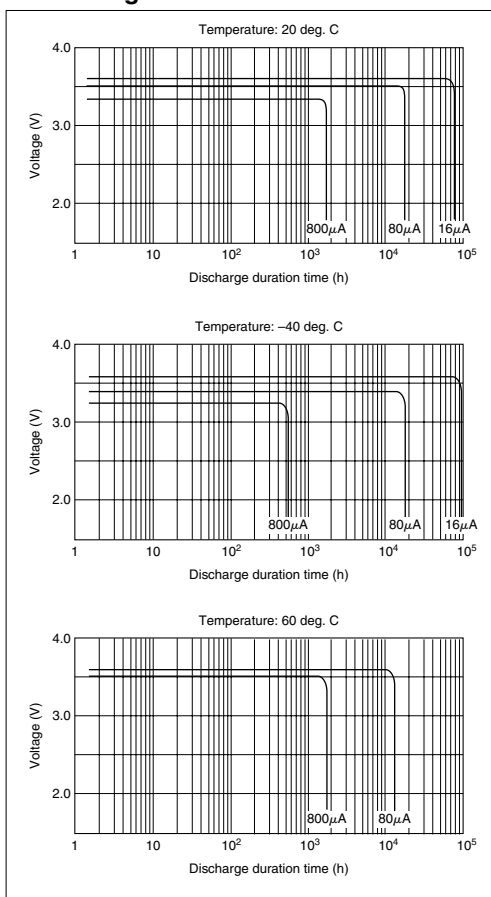 Temperature: 20 deg. C
4.0
3.0
2.0
Voltage (V)
800μA 80μA 16μA
1 10 10² 10³ 10⁴ 10⁵
Discharge duration time (h)
Temperature: –40 deg. C
4.0
3.0
2.0
Voltage (V)
800μA 80μA 16μA
1 10 10² 10³ 10⁴ 10⁵
Discharge duration time (h)
Temperature: 60 deg. C
4.0
3.0
2.0
Voltage (V)
800μA 80μA
1 10 10² 10³ 10⁴ 10⁵
Discharge duration time (h)